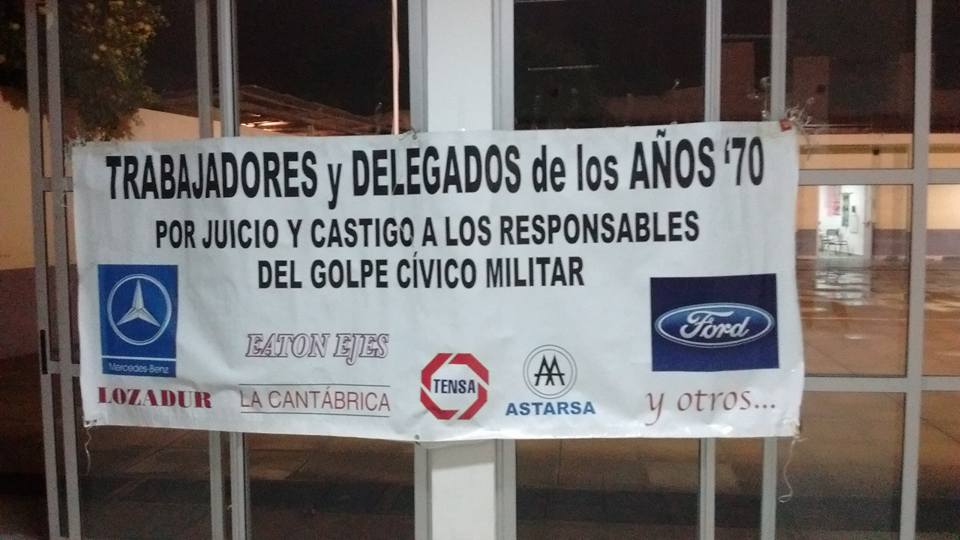 TRABAJADORES y DELEGADOS de los AÑOS '70
POR JUICIO Y CASTIGO A LOS RESPONSABLES
DEL GOLPE CÍVICO MILITAR
Mercedes-Benz
EATON EJES
TENSA
AA
Ford
LOZADUR
LA CANTÁBRICA
ASTARSA
y otros...